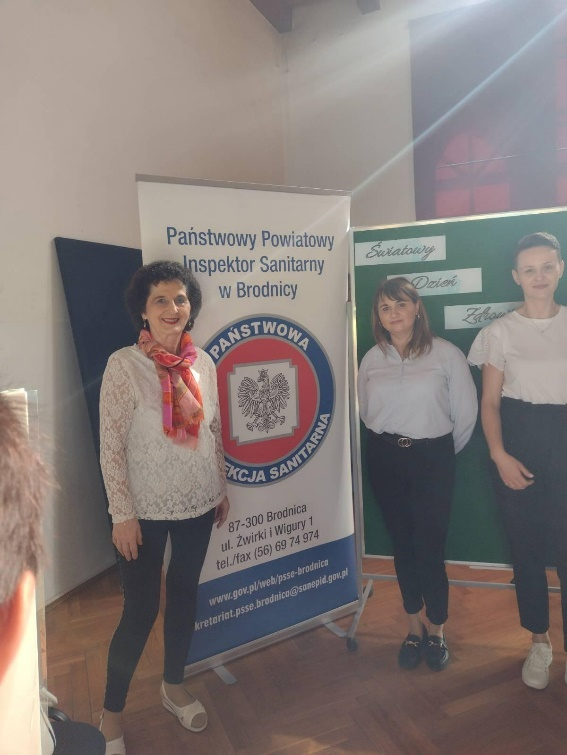 Państwowy Powiatowy
Inspektor Sanitarny
w Brodnicy
PAŃSTWOWA
INSPEKCJA SANITARNA
87-300 Brodnica
ul. Żwirki i Wigury 1
tel./fax (56) 69 74 974
www.gov.pl/web/psse-brodnica
kretariat.psse.brodnica@sanepid.gov.pl
Światowy
Dzień